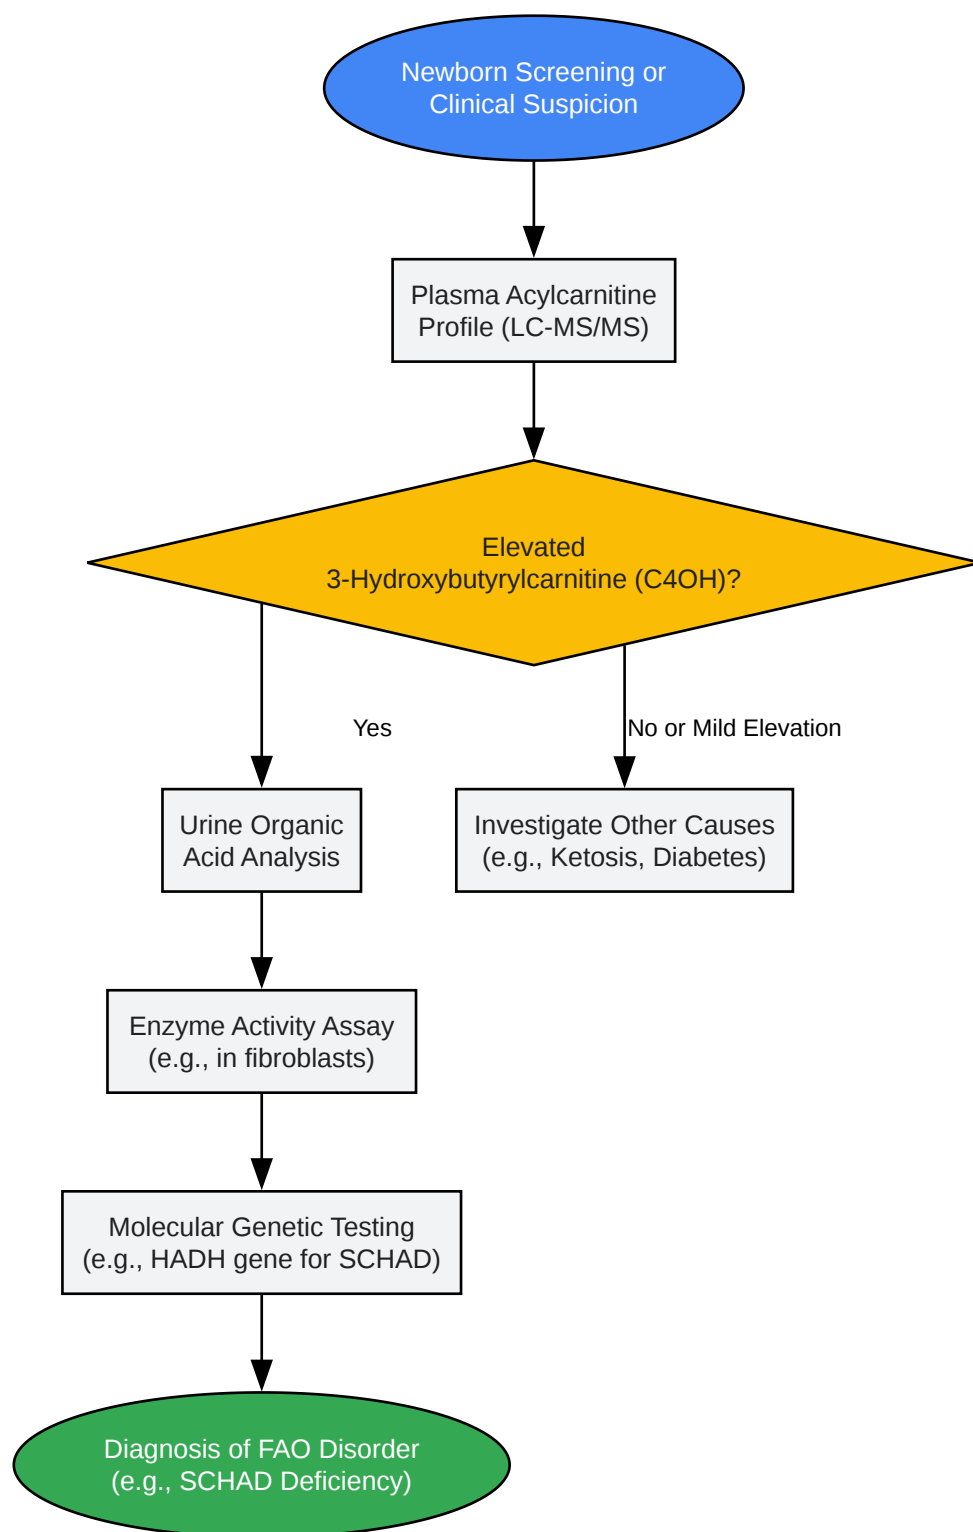 Newborn Screening or
Clinical Suspicion
Plasma Acylcarnitine
Profile (LC-MS/MS)
Elevated
3-Hydroxybutyrylcarnitine (C4OH)?
Yes
No or Mild Elevation
Urine Organic
Acid Analysis
Investigate Other Causes
(e.g., Ketosis, Diabetes)
Enzyme Activity Assay
(e.g., in fibroblasts)
Molecular Genetic Testing
(e.g., HADH gene for SCHAD)
Diagnosis of FAO Disorder
(e.g., SCHAD Deficiency)